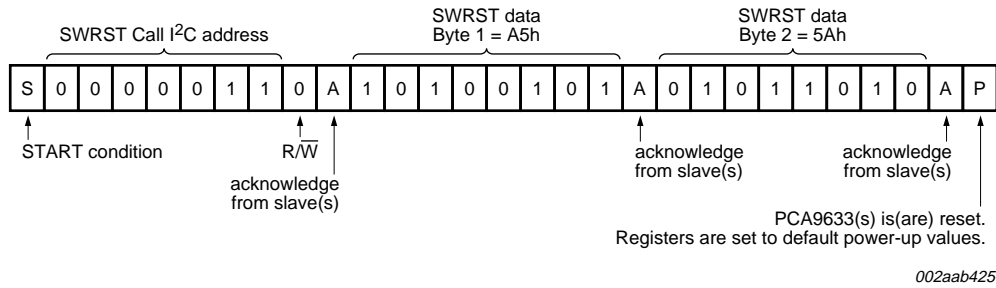 SWRST Call I2C address
SWRST data
Byte 1 = A5h
SWRST data
Byte 2 = 5Ah
S 0 0 0 0 0 1 1 0 A 1 0 1 0 0 1 0 1 A 0 1 0 1 1 0 1 0 A P
START condition
R/W̅
acknowledge
from slave(s)
acknowledge
from slave(s)
acknowledge
from slave(s)
PCA9633(s) is(are) reset.
Registers are set to default power-up values.
002aab425